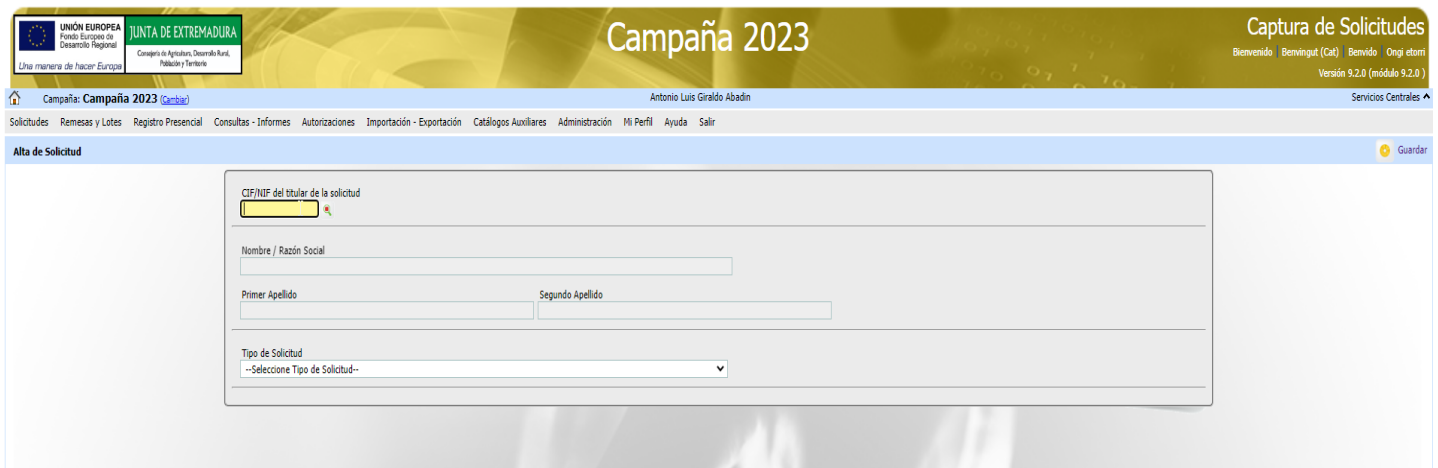 UNIÓN EUROPEA
Fondo Europeo de
Desarrollo Regional
Una manera de hacer Europa
JUNTA DE EXTREMADURA
Consejería de Agricultura, Desarrollo Rural,
Población y Territorio
Campaña 2023
Captura de Solicitudes
Bienvenido | Benvingut (Cat) | Benvido | Ongi etorri
Versión 9.2.0 (módulo 9.2.0 )
Campaña: Campaña 2023 (Cambiar) Antonio Luis Giraldo Abadin Servicios Centrales
Solicitudes Remesas y Lotes Registro Presencial Consultas - Informes Autorizaciones Importación - Exportación Catálogos Auxiliares Administración Mi Perfil Ayuda Salir
Alta de Solicitud Guardar
CIF/NIF del titular de la solicitud
Nombre / Razón Social
Primer Apellido Segundo Apellido
Tipo de Solicitud
--Seleccione Tipo de Solicitud--